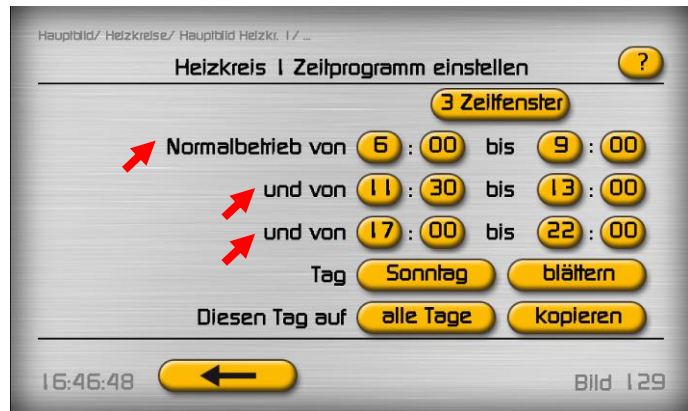 Hauptbild/ Heizkreise/ Hauptbild Heizkr. 1/ ...
Heizkreis 1 Zeitprogramm einstellen ?
3 Zeitfenster
Normalbetrieb von 6 : 00 bis 9 : 00
und von 11 : 30 bis 13 : 00
und von 17 : 00 bis 22 : 00
Tag Sonntag blättern
Diesen Tag auf alle Tage kopieren
16:46:48 Bild 129